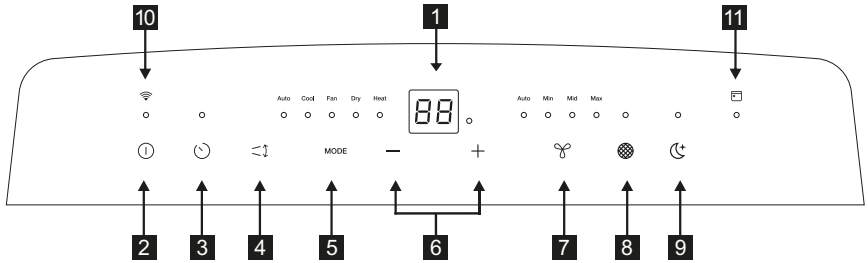 10 1 11
Auto Cool Fan Dry Heat 88 Auto Min Mid Max
MODE − +
2 3 4 5 6 7 8 9